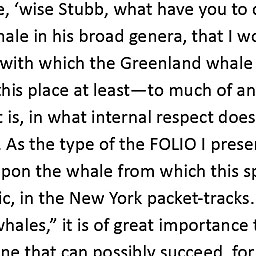 e, ‘wise Stubb, what have you to
hale in his broad genera, that I wo
with which the Greenland whale
this place at least—to much of an
t is, in what internal respect does
. As the type of the FOLIO I prese
upon the whale from which this sp
ic, in the New York packet-tracks.
whales,” it is of great importance
ne that can possibly succeed, for